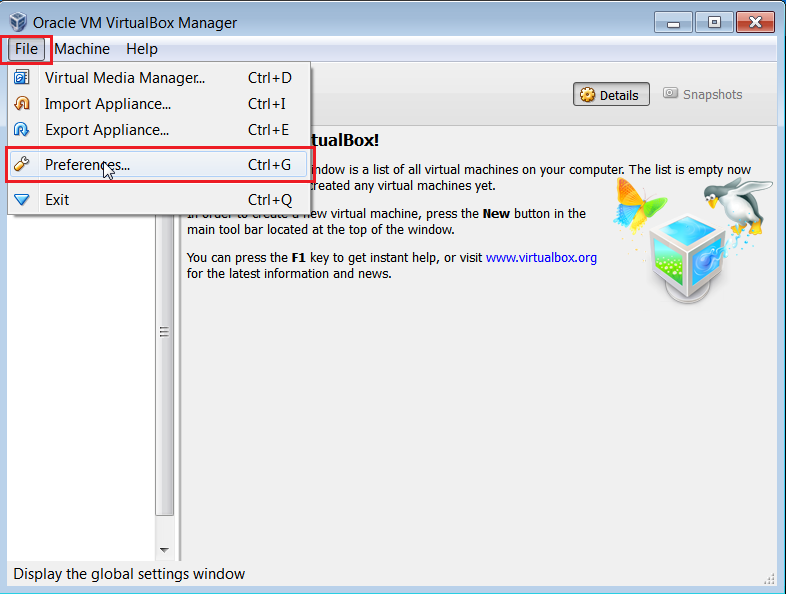 Oracle VM VirtualBox Manager
File Machine Help
Virtual Media Manager... Ctrl+D
Import Appliance... Ctrl+I
Export Appliance... Ctrl+E
Preferences... Ctrl+G
Exit Ctrl+Q
Details Snapshots
tualBox!
ndow is a list of all virtual machines on your computer. The list is empty now
created any virtual machines yet.
In order to create a new virtual machine, press the New button in the
main tool bar located at the top of the window.
You can press the F1 key to get instant help, or visit www.virtualbox.org
for the latest information and news.
Display the global settings window